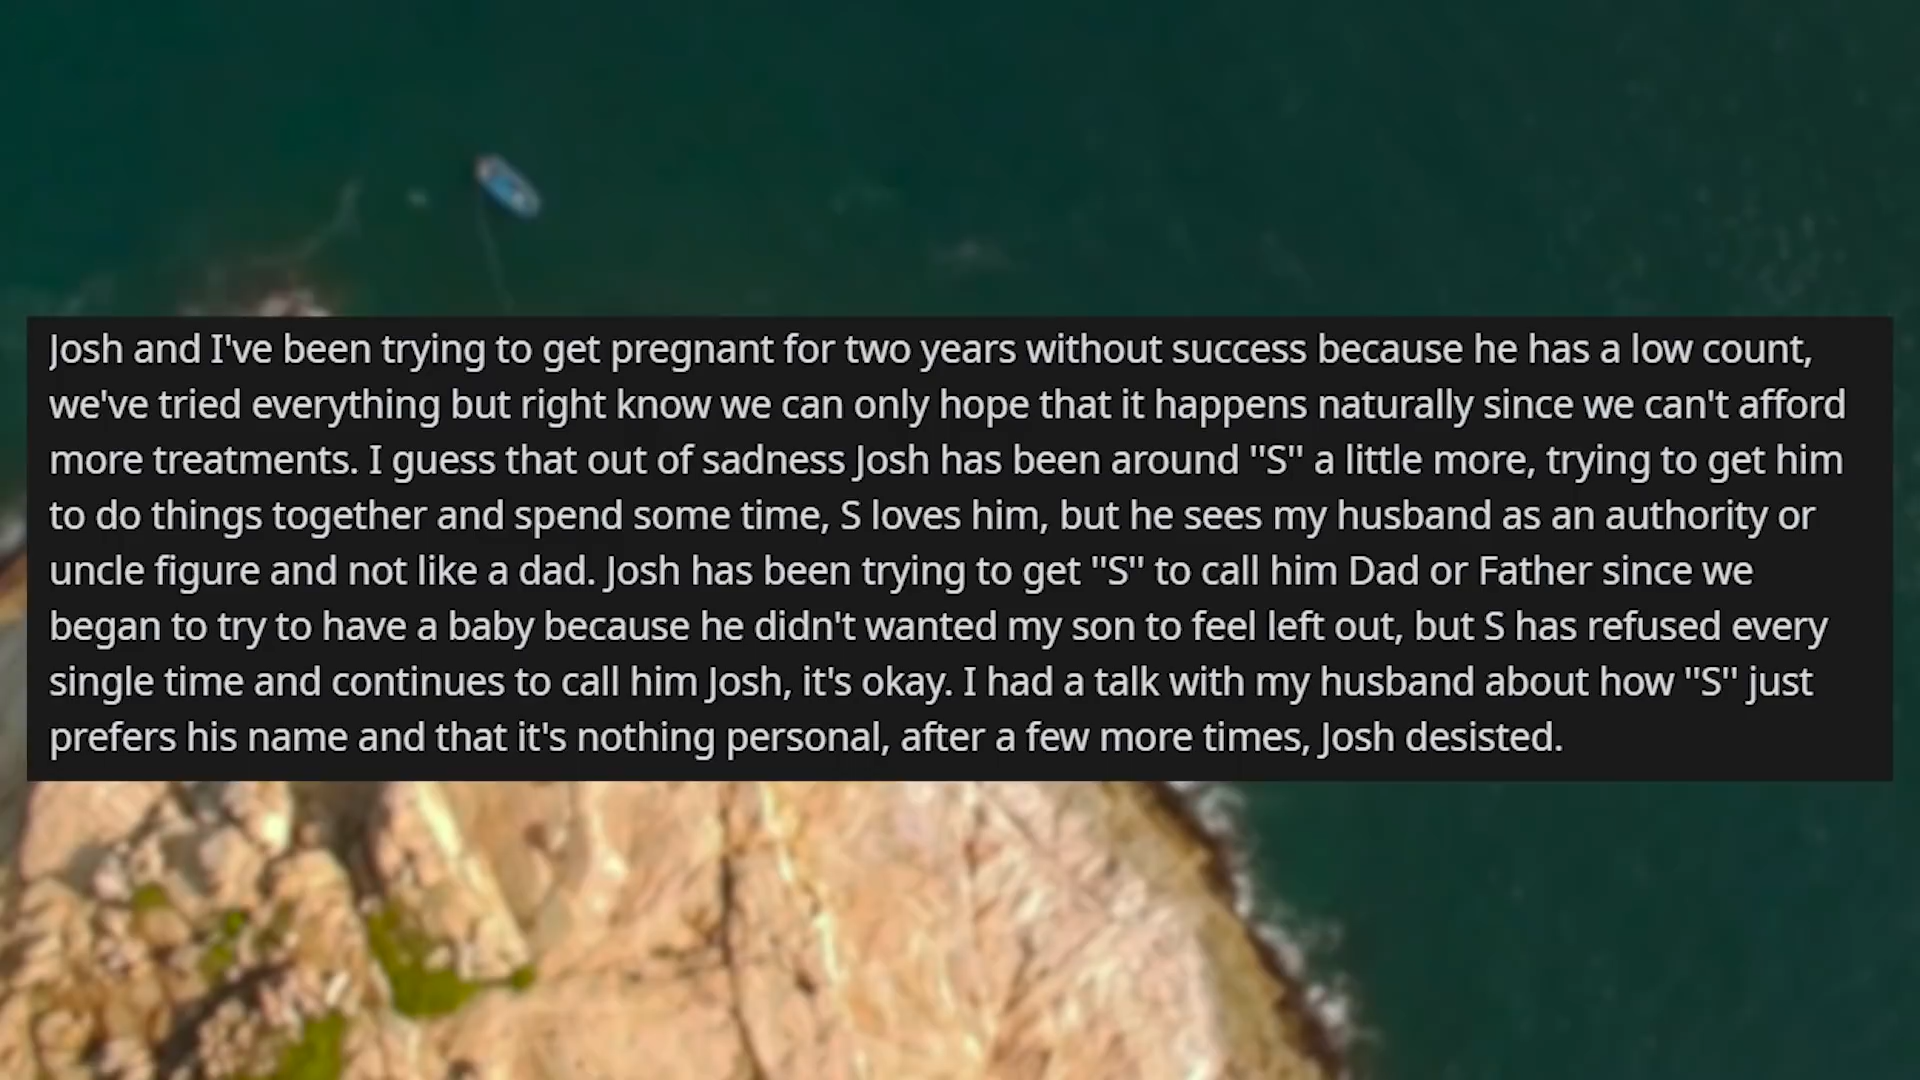 Josh and I've been trying to get pregnant for two years without success because he has a low count,
we've tried everything but right know we can only hope that it happens naturally since we can't afford
more treatments. I guess that out of sadness Josh has been around "S" a little more, trying to get him
to do things together and spend some time, S loves him, but he sees my husband as an authority or
uncle figure and not like a dad. Josh has been trying to get "S" to call him Dad or Father since we
began to try to have a baby because he didn't wanted my son to feel left out, but S has refused every
single time and continues to call him Josh, it's okay. I had a talk with my husband about how "S" just
prefers his name and that it's nothing personal, after a few more times, Josh desisted.